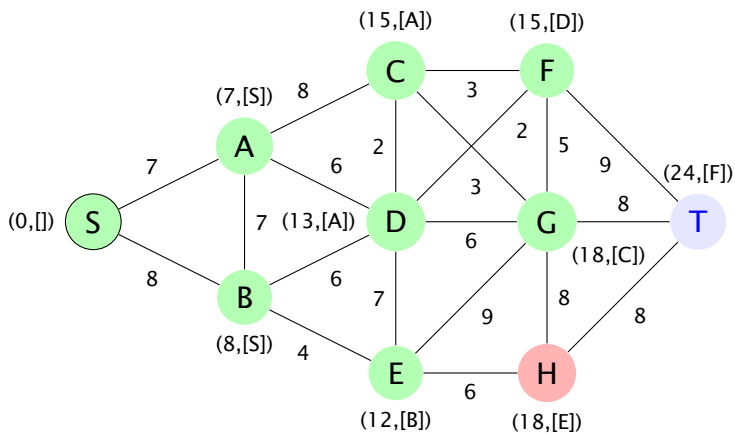 (15,[A])
(15,[D])
C
F
3
(7,[S])
8
A
2
2
5
9
7
6
3
(24,[F])
8
(0,[])
S
7
(13,[A])
D
6
G
T
(18,[C])
8
6
7
8
B
9
8
(8,[S])
4
E
6
H
(12,[B])
(18,[E])